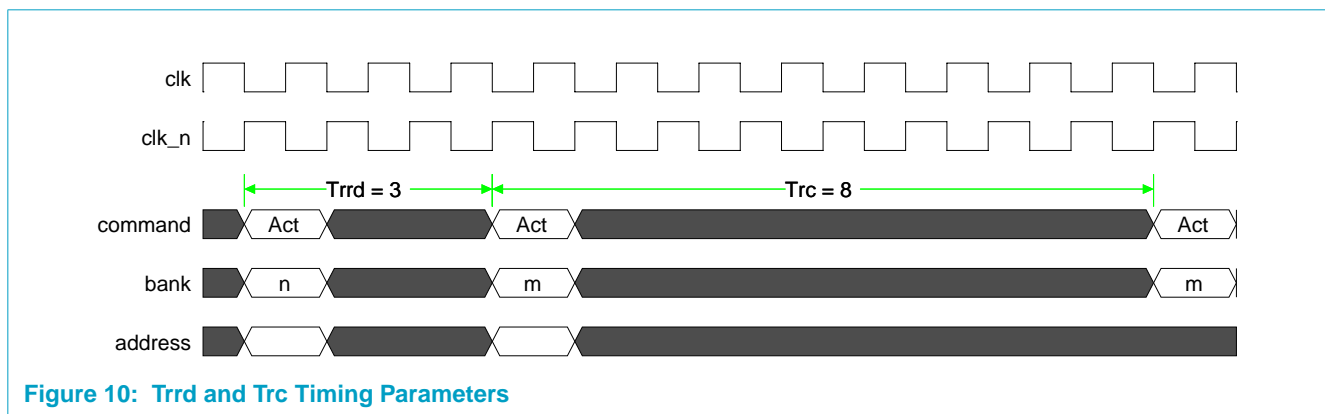 clk
clk_n
Trrd = 3 Trc = 8
command Act Act Act
bank n m m
address
Figure 10: Trrd and Trc Timing Parameters